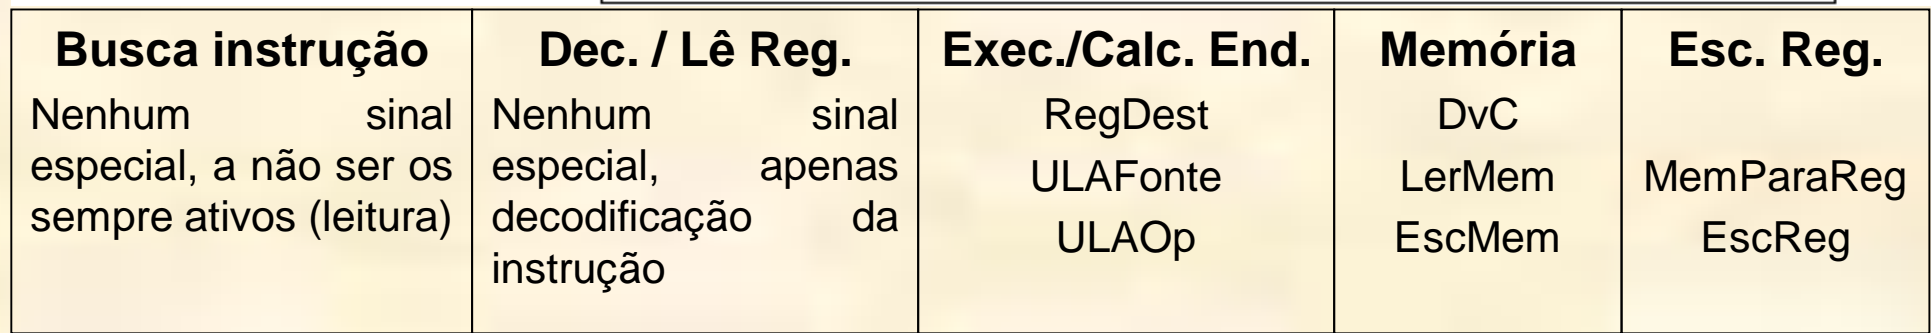 Busca instrução
Nenhum sinal
especial, a não ser os
sempre ativos (leitura)
Dec. / Lê Reg.
Nenhum sinal
especial, apenas
decodificação da
instrução
Exec./Calc. End.
RegDest
ULAFonte
ULAOp
Memória
DvC
LerMem
EscMem
Esc. Reg.
MemParaReg
EscReg